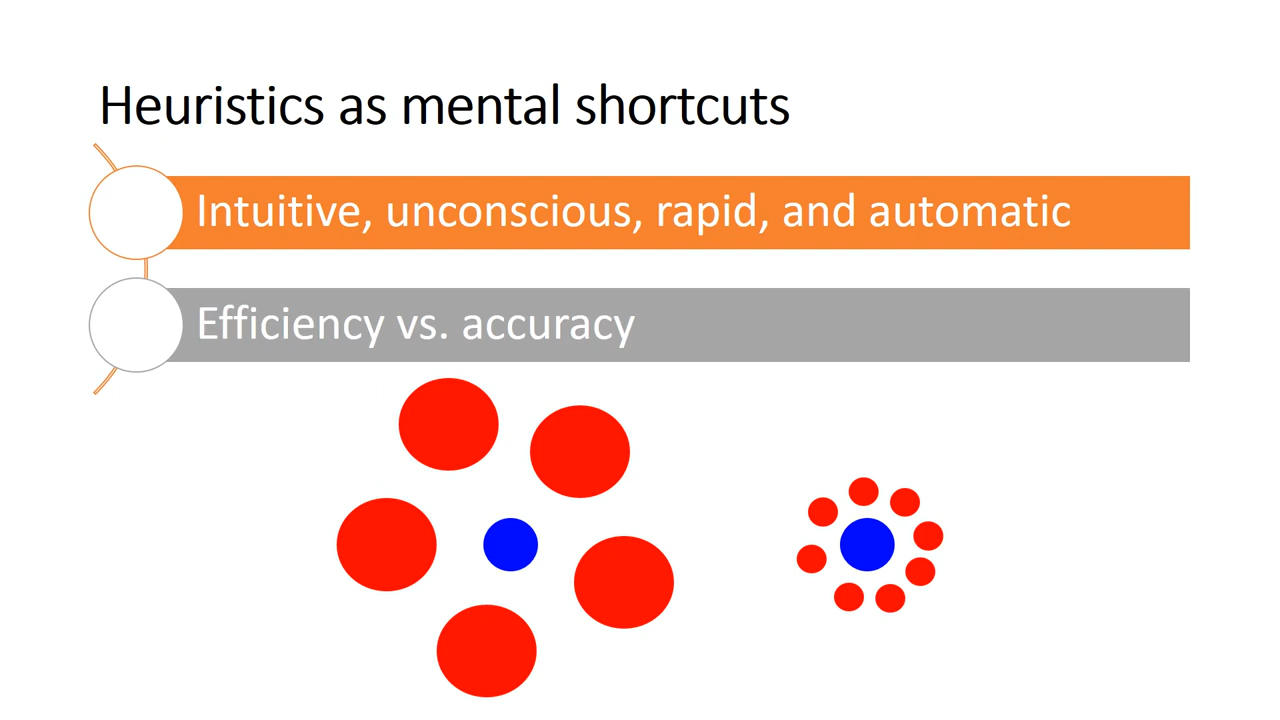 Heuristics as mental shortcuts
Intuitive, unconscious, rapid, and automatic
Efficiency vs. accuracy